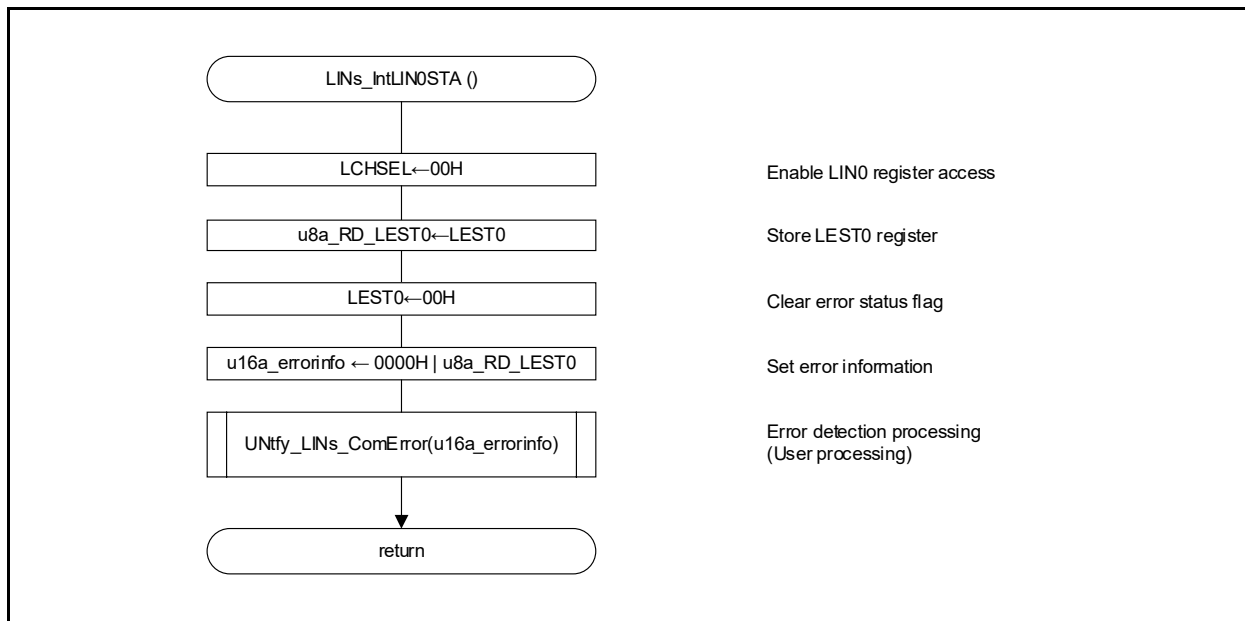 LINs_IntLIN0STA ()
LCHSEL←00H
Enable LIN0 register access
u8a_RD_LEST0←LEST0
Store LEST0 register
LEST0←00H
Clear error status flag
u16a_errorinfo ← 0000H | u8a_RD_LEST0
Set error information
UNtfy_LINs_ComError(u16a_errorinfo)
Error detection processing
(User processing)
return